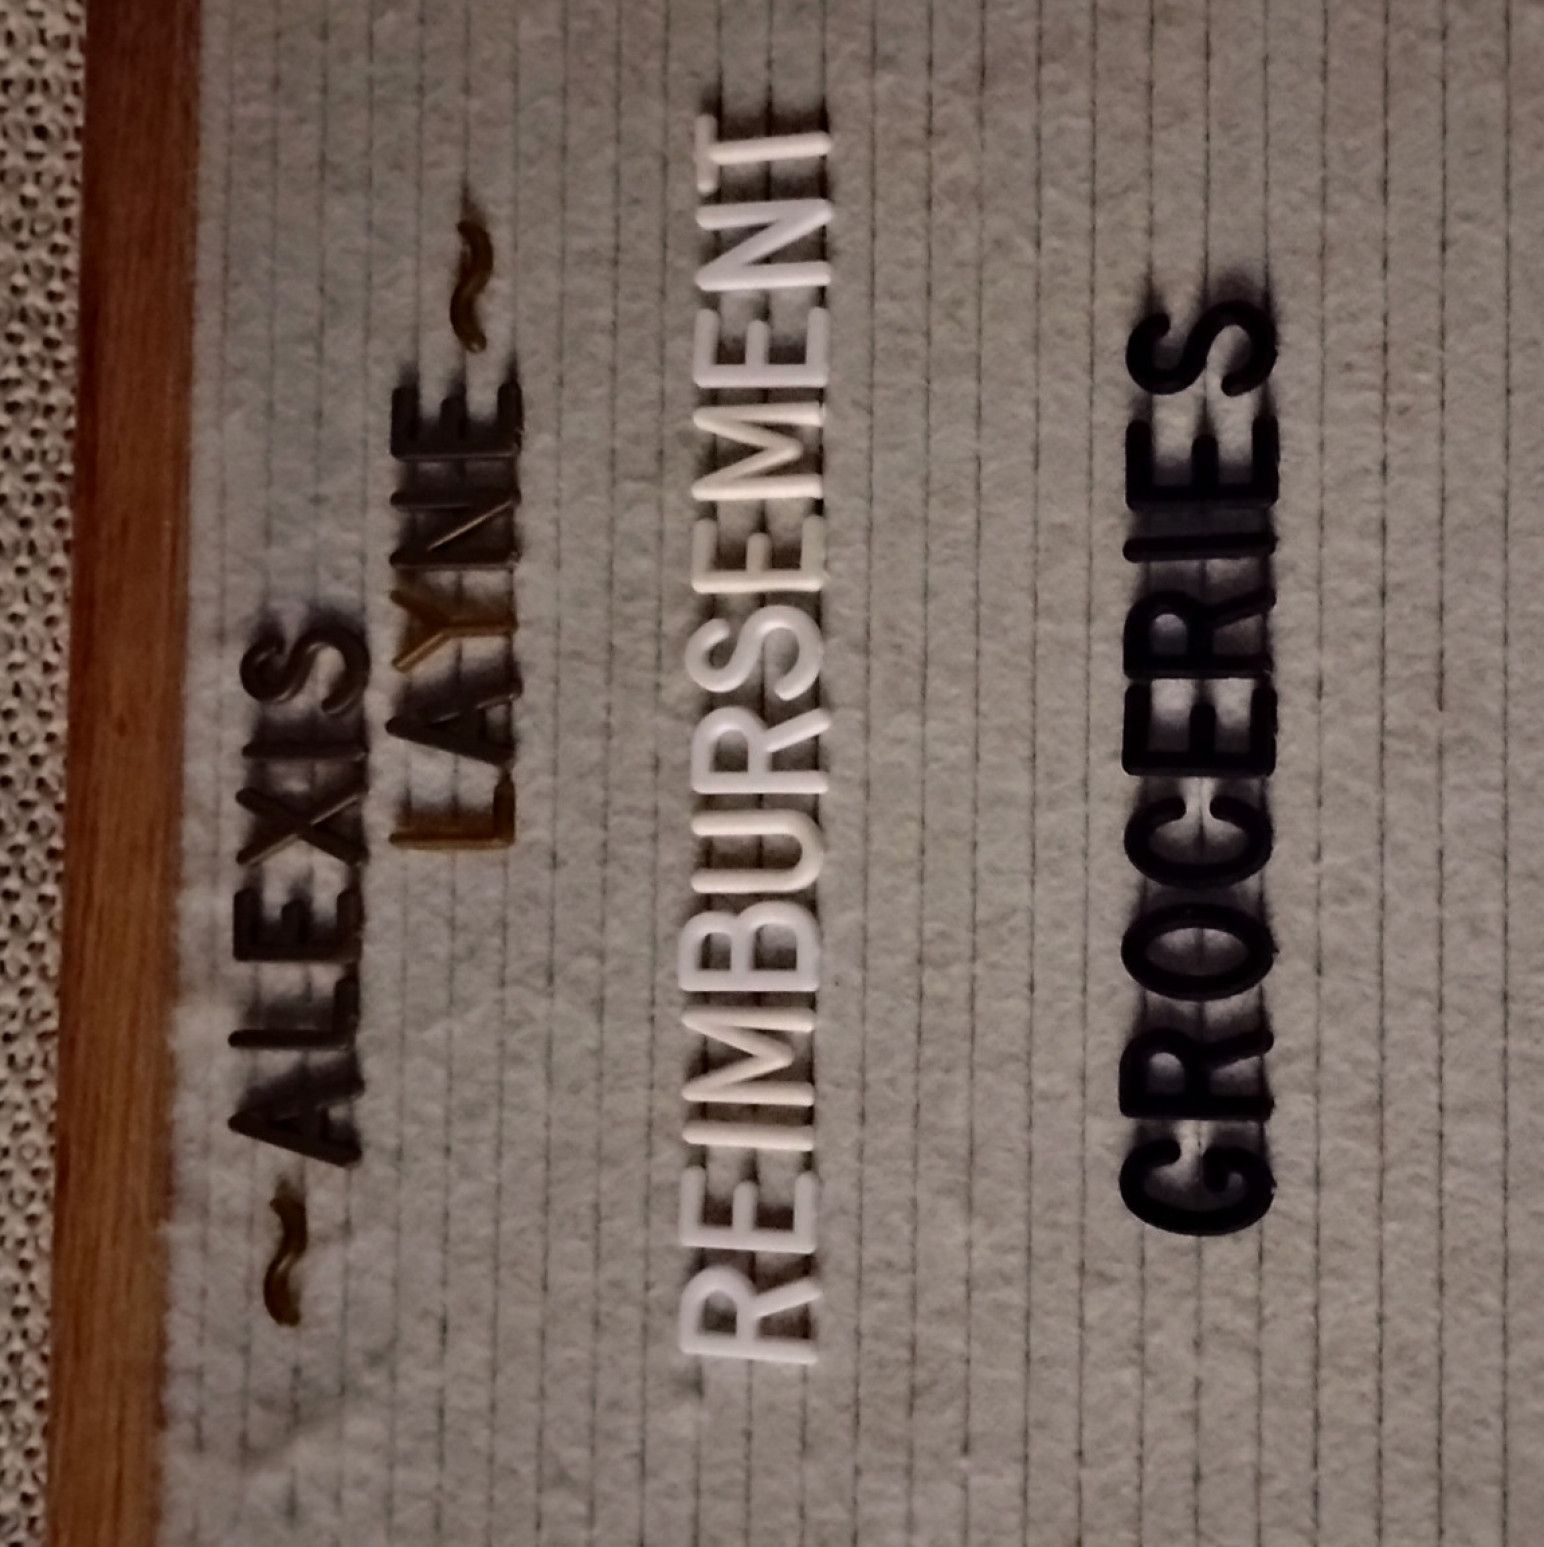 ~ ALEXIS
LAYNE ~
REIMBURSEMENT
GROCERIES